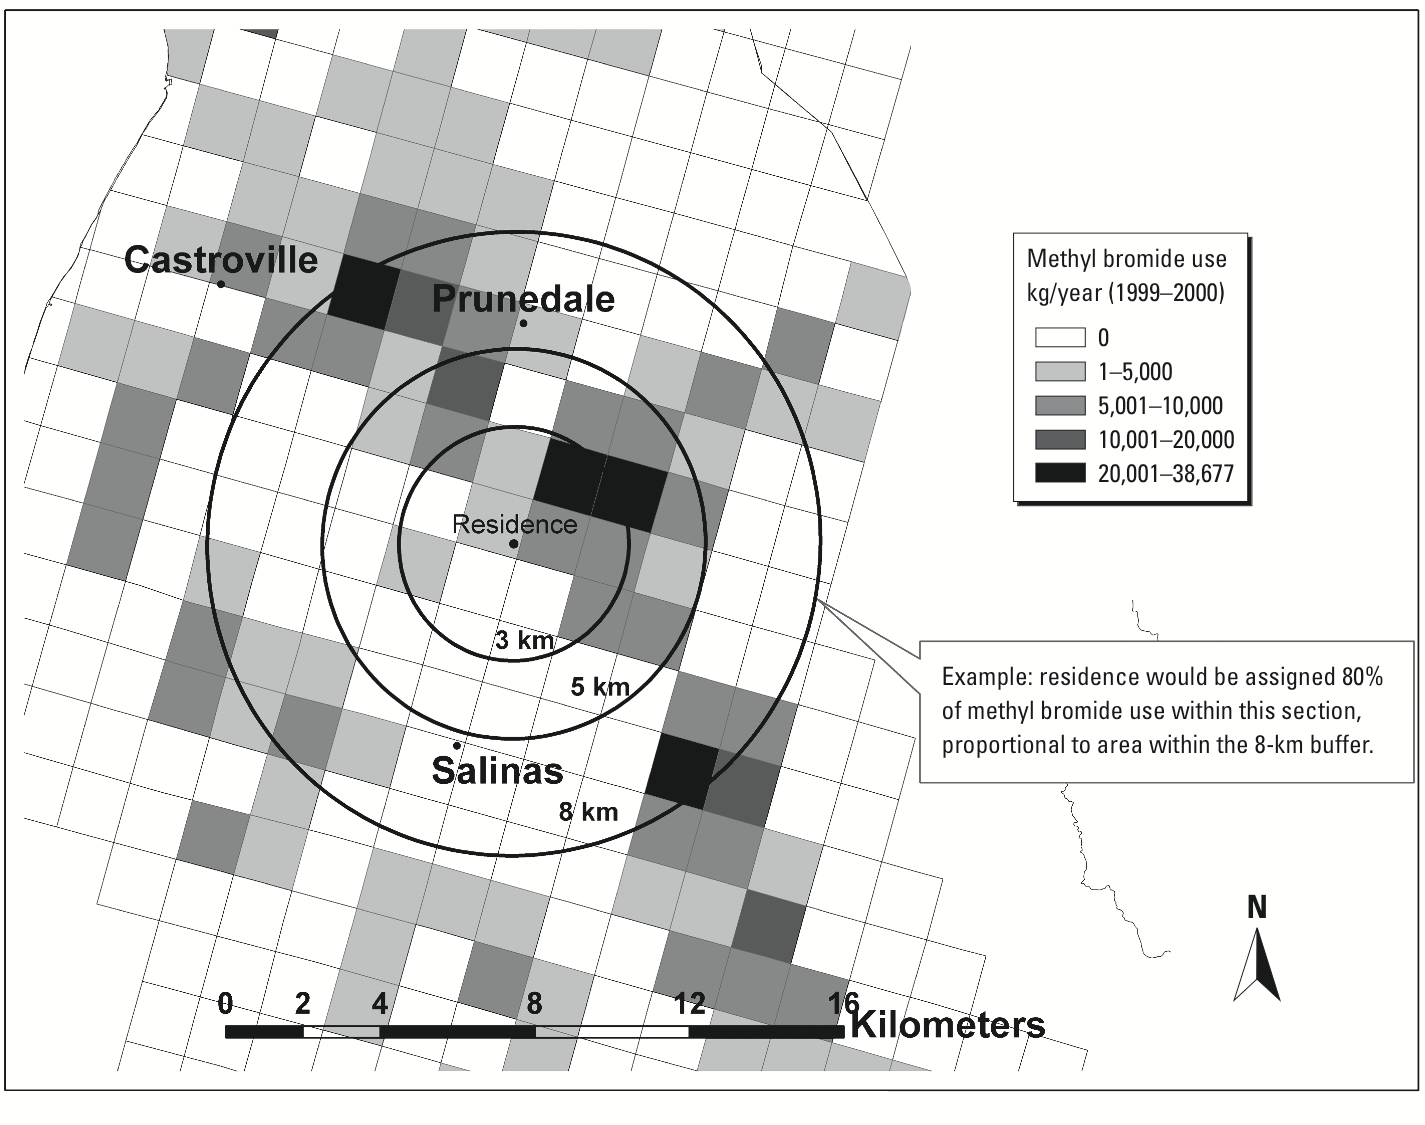 Castroville
Prunedale
Residence
3 km
5 km
Salinas
8 km
Methyl bromide use
kg/year (1999–2000)
0
1–5,000
5,001–10,000
10,001–20,000
20,001–38,677
Example: residence would be assigned 80%
of methyl bromide use within this section,
proportional to area within the 8-km buffer.
N
0 2 4 8 12 16
Kilometers